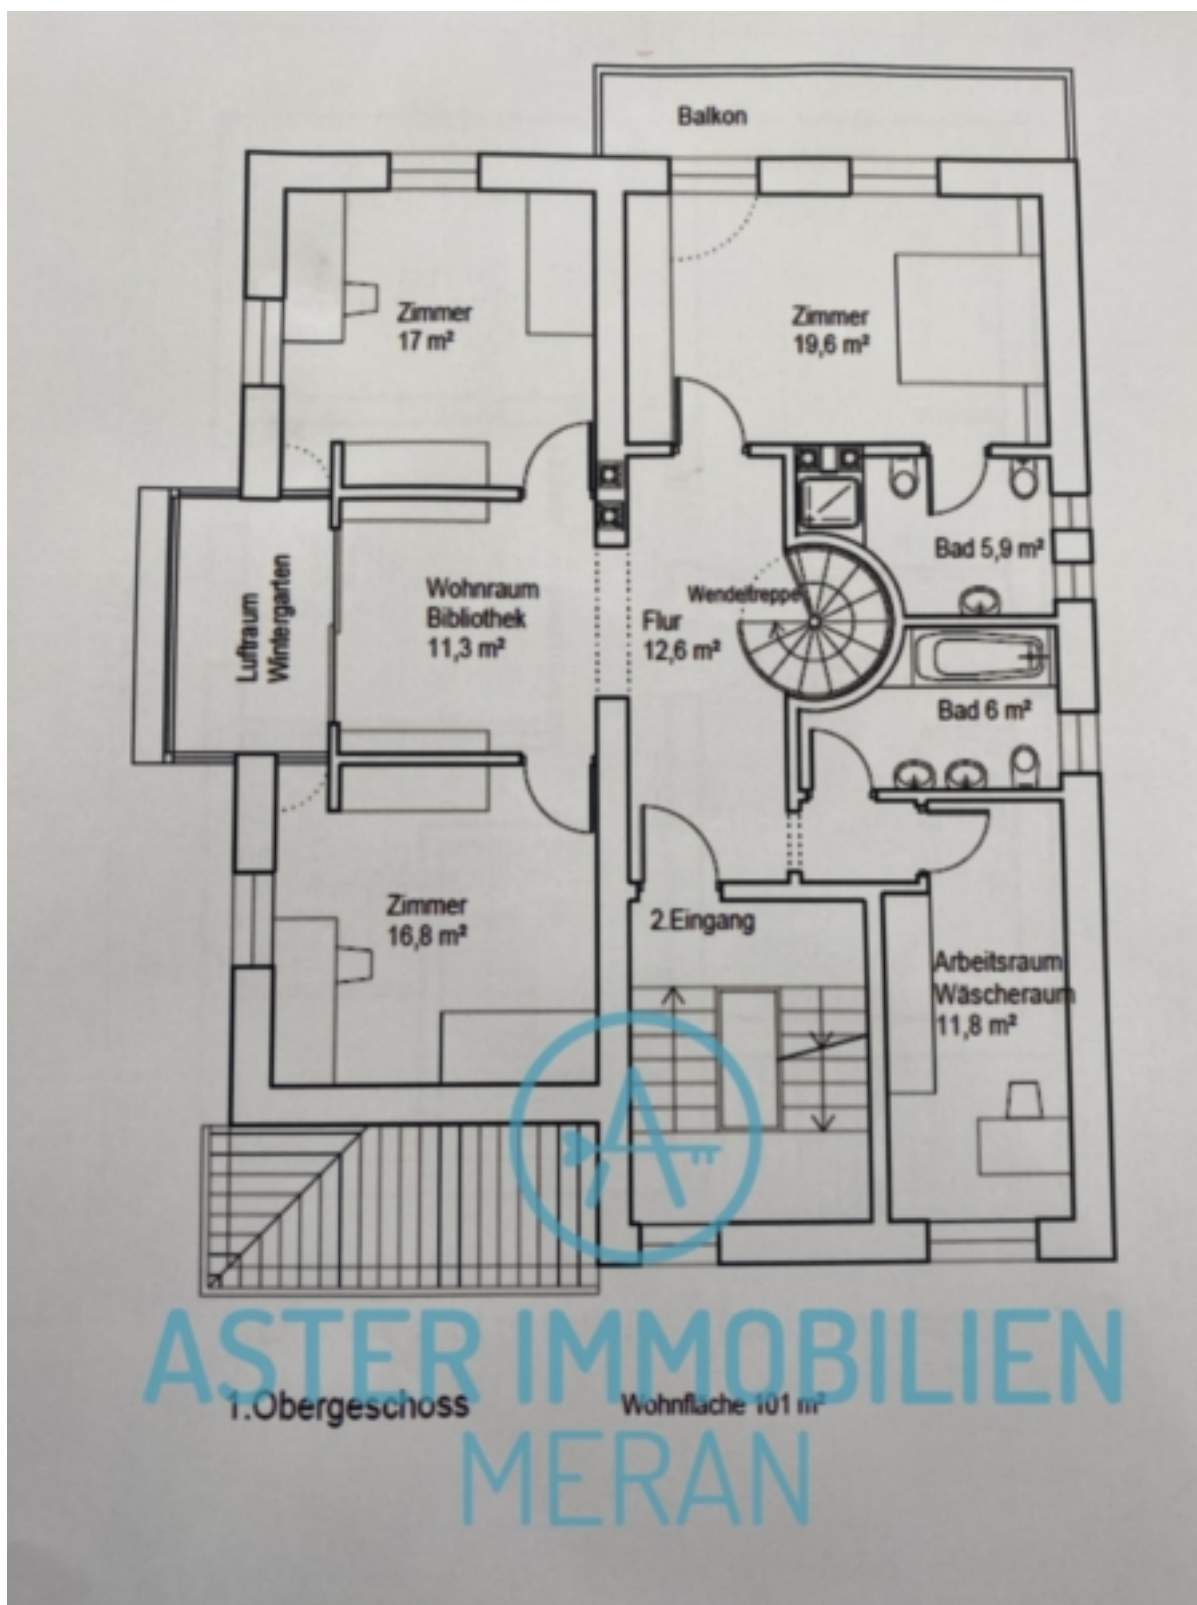 Balkon
Zimmer
17 m²
Zimmer
19,6 m²
Bad 5,9 m²
Luftraum
Wintergarten
Wohnraum
Bibliothek
11,3 m²
Wendeltreppe
Flur
12,6 m²
Bad 6 m²
Zimmer
16,8 m²
2.Eingang
Arbeitsraum
Wäscheraum
11,8 m²
ASTER IMMOBILIEN
MERAN
1.Obergeschoss
Wohnfläche 101 m²